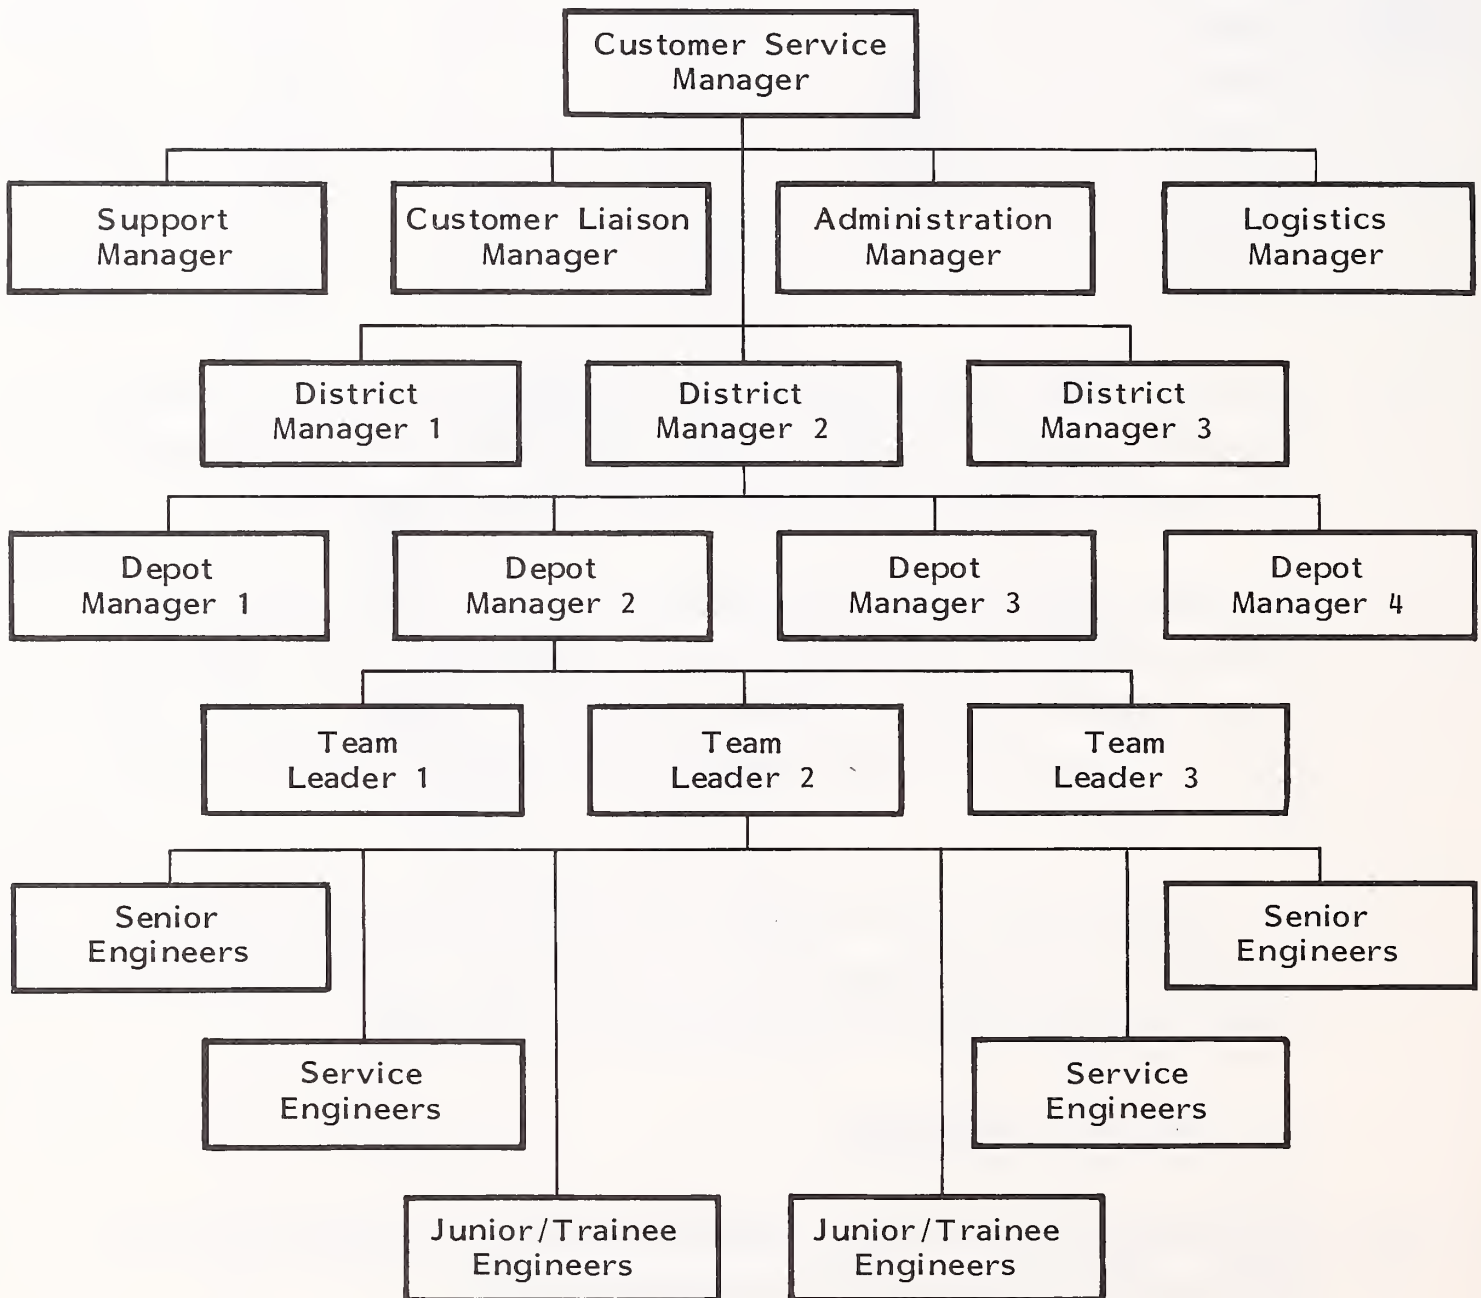 Customer Service
Manager
Support
Manager
Customer Liaison
Manager
Administration
Manager
Logistics
Manager
District
Manager 1
District
Manager 2
District
Manager 3
Depot
Manager 1
Depot
Manager 2
Depot
Manager 3
Depot
Manager 4
Team
Leader 1
Team
Leader 2
Team
Leader 3
Senior
Engineers
Senior
Engineers
Service
Engineers
Service
Engineers
Junior/Trainee
Engineers
Junior/Trainee
Engineers